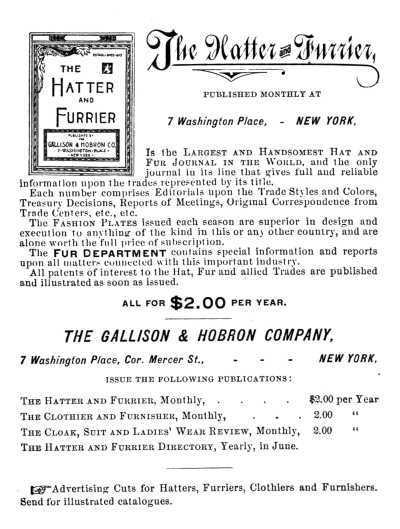 ESTABLISHED
THE
HATTER
AND
FURRIER
PUBLISHED BY
GALLISON & HOBRON CO.
7 WASHINGTON PLACE
NEW YORK
The Hatter and Furrier,
PUBLISHED MONTHLY AT
7 Washington Place, - NEW YORK,
Is the Largest and Handsomest Hat and
Fur Journal in the World, and the only
journal in its line that gives full and reliable
information upon the trades represented by its title.
Each number comprises Editorials upon the Trade Styles and Colors,
Treasury Decisions, Reports of Meetings, Original Correspondence from
Trade Centers, etc., etc.
The Fashion Plates issued each season are superior in design and
execution to anything of the kind in this or any other country, and are
alone worth the full price of subscription.
The FUR DEPARTMENT contains special information and reports
upon all matters connected with this important industry.
All patents of interest to the Hat, Fur and allied Trades are published
and illustrated as soon as issued.
ALL FOR $2.00 PER YEAR.
THE GALLISON & HOBRON COMPANY,
7 Washington Place, Cor. Mercer St., - - - NEW YORK,
ISSUE THE FOLLOWING PUBLICATIONS:
The Hatter and Furrier, Monthly, . . . . $2.00 per Year
The Clothier and Furnisher, Monthly, . . . 2.00 “
The Cloak, Suit and Ladies' Wear Review, Monthly, 2.00 “
The Hatter and Furrier Directory, Yearly, in June.
☞Advertising Cuts for Hatters, Furriers, Clothiers and Furnishers.
Send for illustrated catalogues.